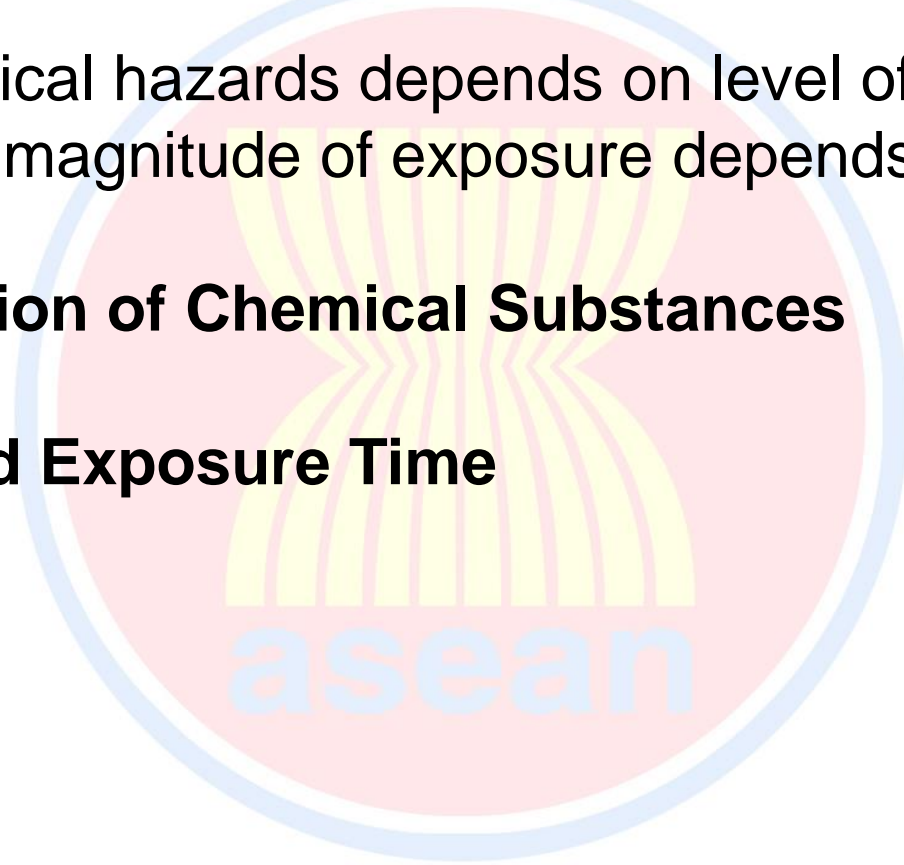 ical hazards depends on level of
magnitude of exposure depends
ion of Chemical Substances
d Exposure Time
asean